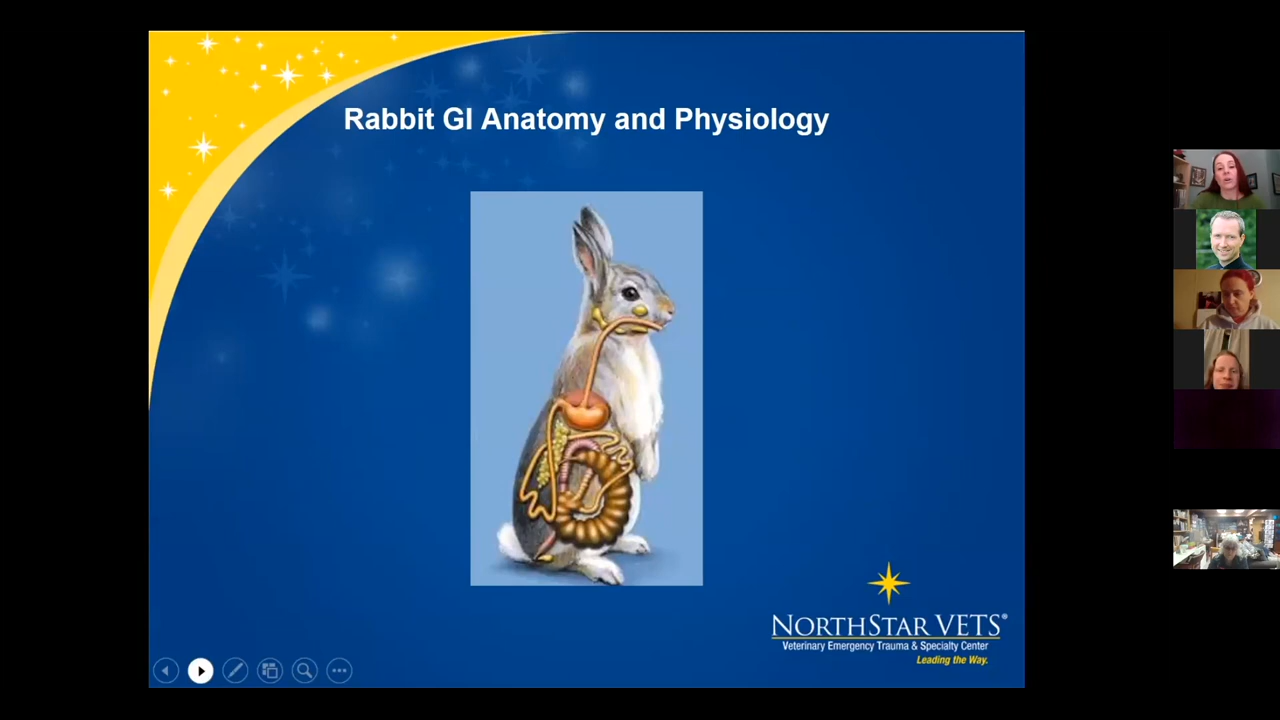 Rabbit GI Anatomy and Physiology
NORTHSTAR VETS®
Veterinary Emergency Trauma & Specialty Center
Leading the Way.